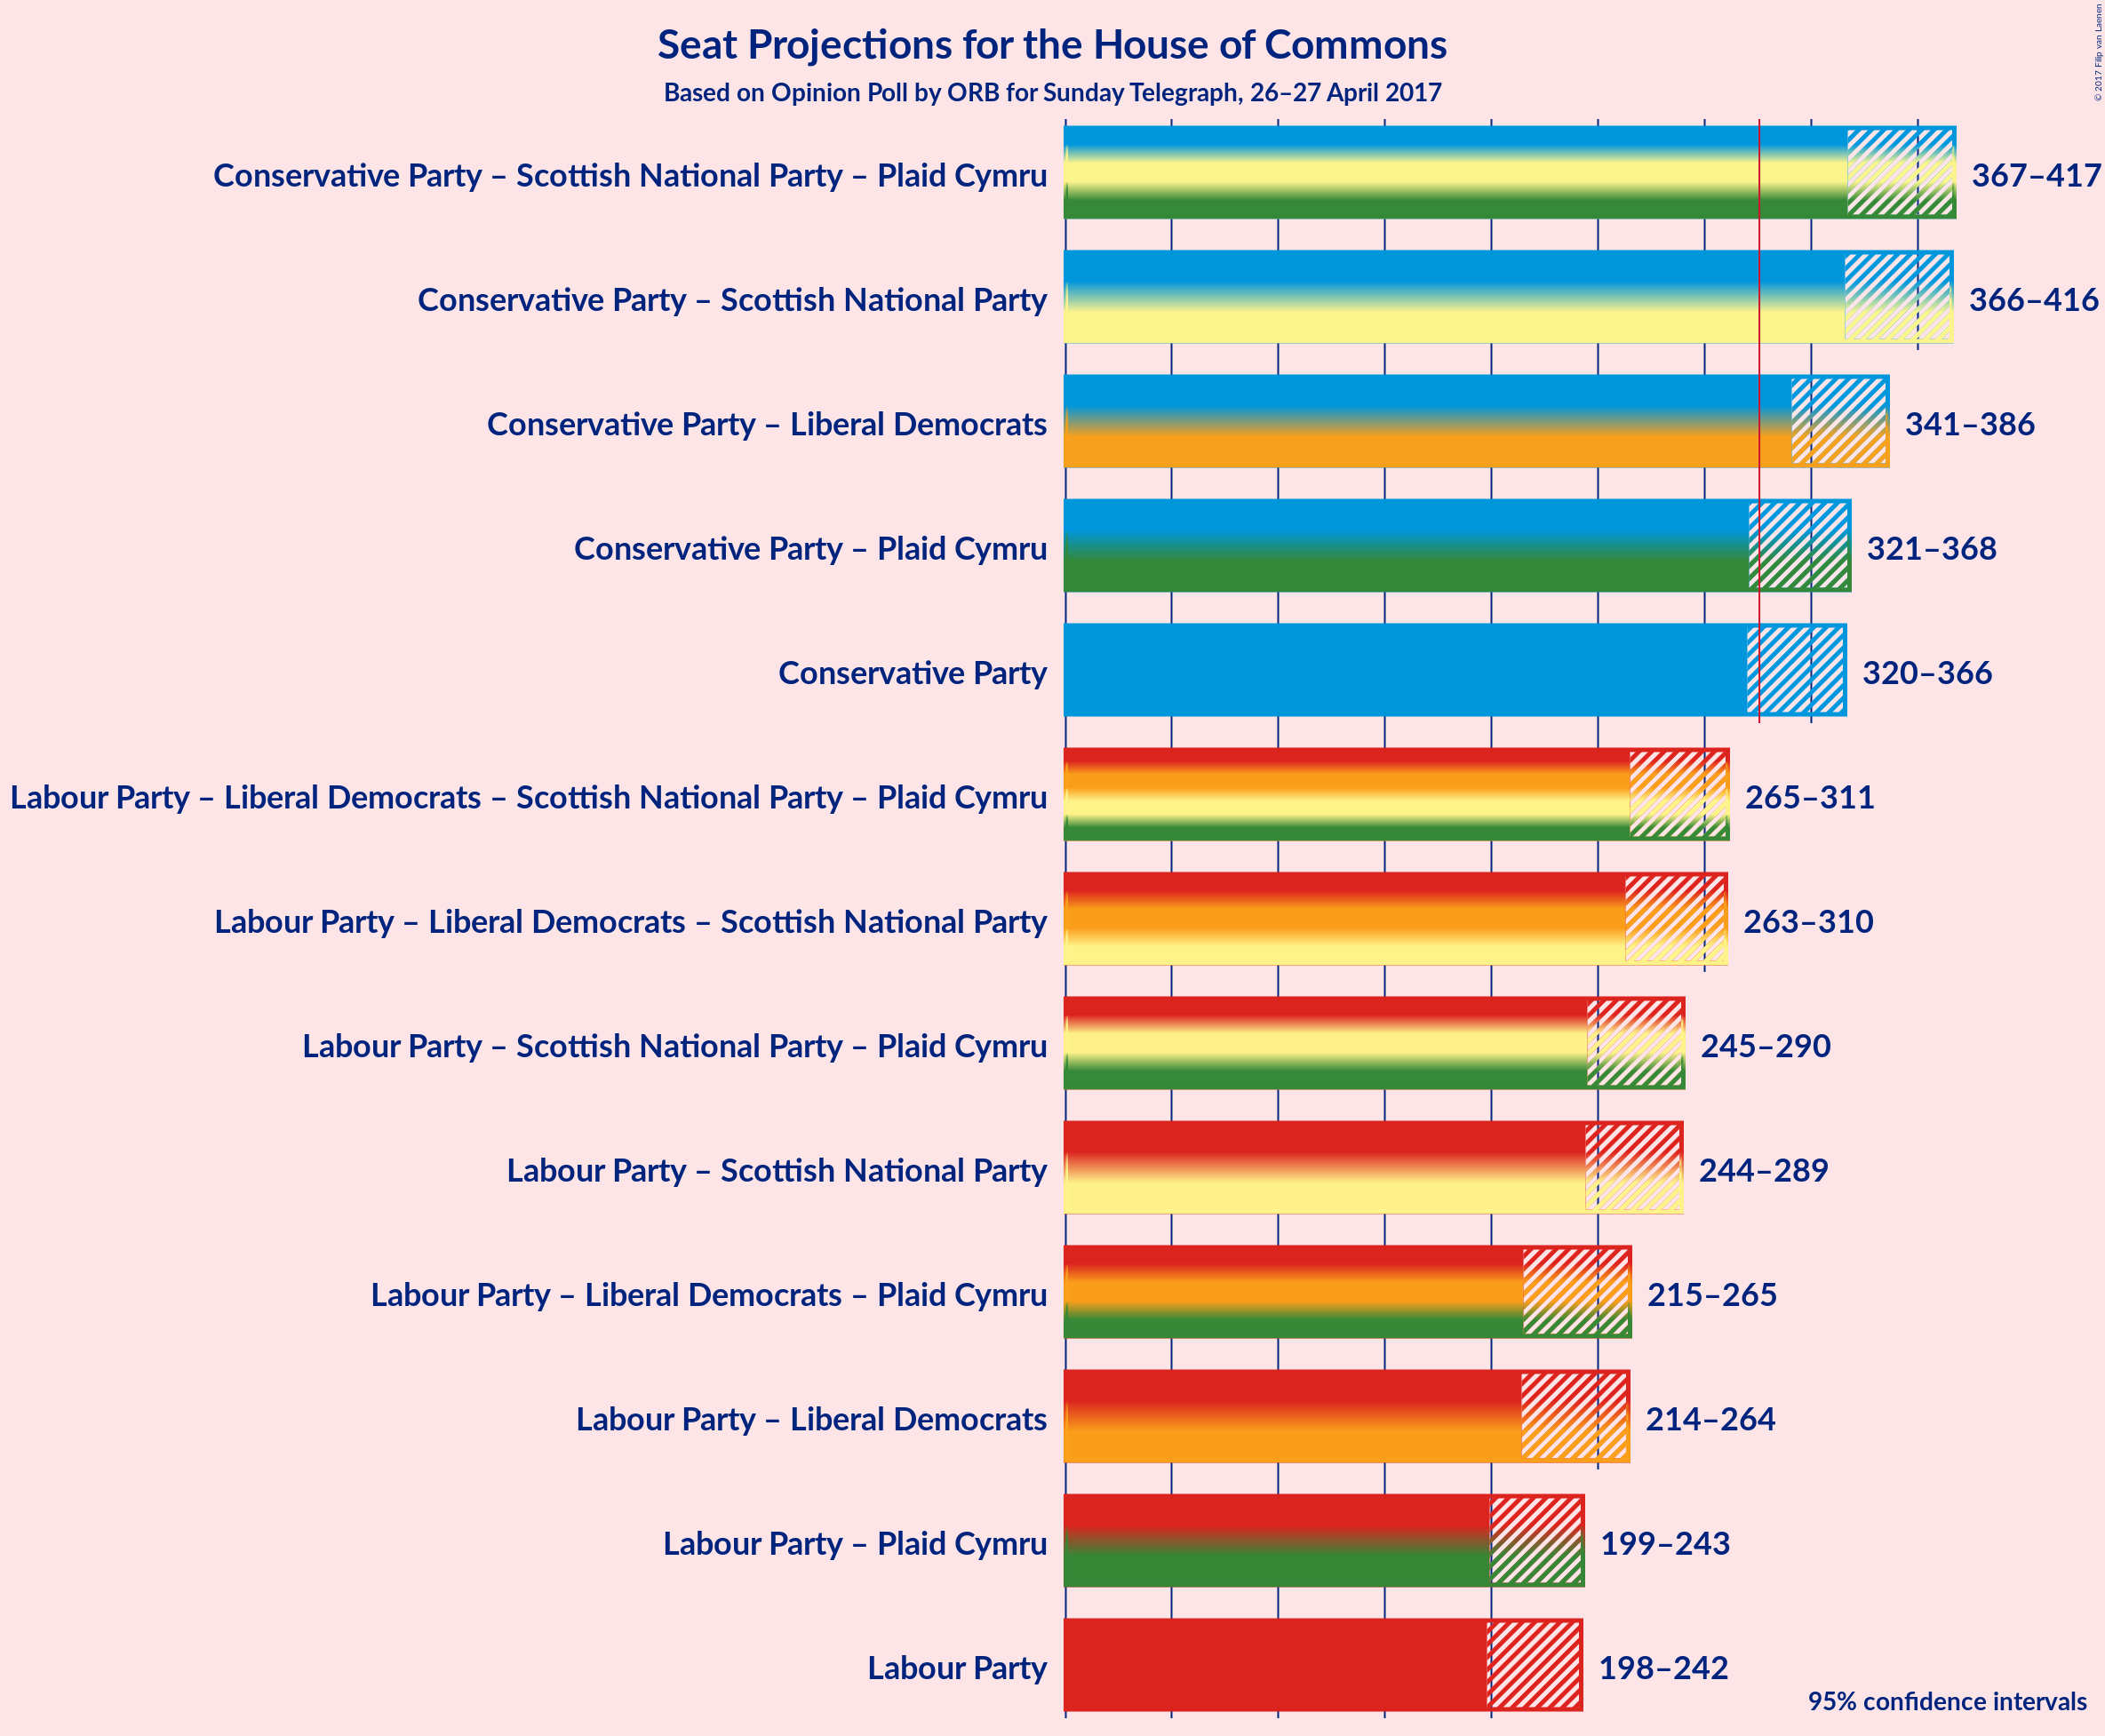 Seat Projections for the House of Commons
Based on Opinion Poll by ORB for Sunday Telegraph, 26–27 April 2017
© 2017 Filip van Laenen
Conservative Party – Scottish National Party – Plaid Cymru 367–417
Conservative Party – Scottish National Party 366–416
Conservative Party – Liberal Democrats 341–386
Conservative Party – Plaid Cymru 321–368
Conservative Party 320–366
Labour Party – Liberal Democrats – Scottish National Party – Plaid Cymru 265–311
Labour Party – Liberal Democrats – Scottish National Party 263–310
Labour Party – Scottish National Party – Plaid Cymru 245–290
Labour Party – Scottish National Party 244–289
Labour Party – Liberal Democrats – Plaid Cymru 215–265
Labour Party – Liberal Democrats 214–264
Labour Party – Plaid Cymru 199–243
Labour Party 198–242
95% confidence intervals